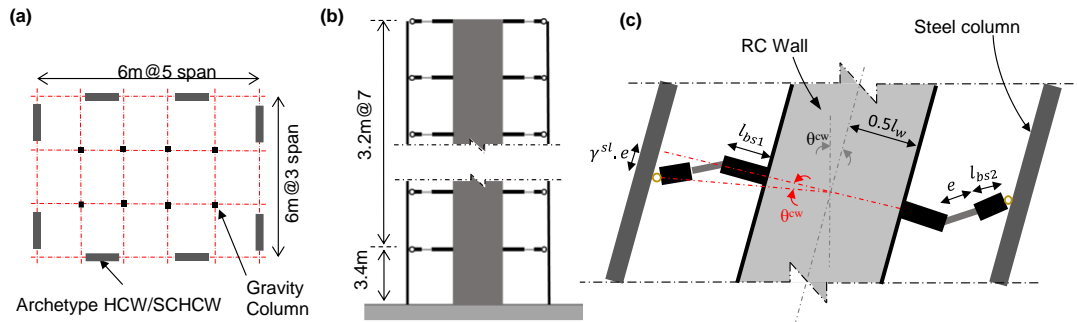 (a)
6m@5 span
6m@3 span
Archetype HCW/SCHCW
Gravity
Column
(b)
3.2m@7
3.4m
(c)
RC Wall
Steel column
l_bs1
θ^cw
0.5l_w
γ^sl. e
θ^cw
e
l_bs2